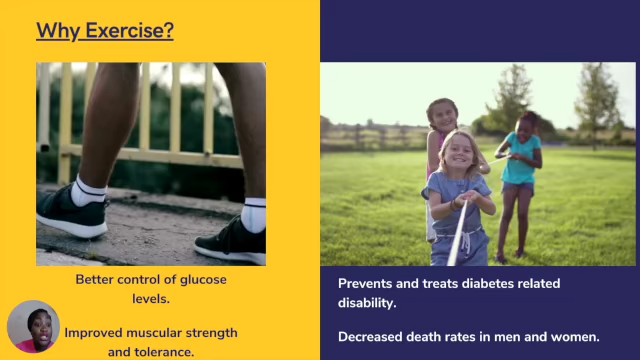 Why Exercise?
Better control of glucose
levels.
Improved muscular strength
and tolerance.
Prevents and treats diabetes related
disability.
Decreased death rates in men and women.